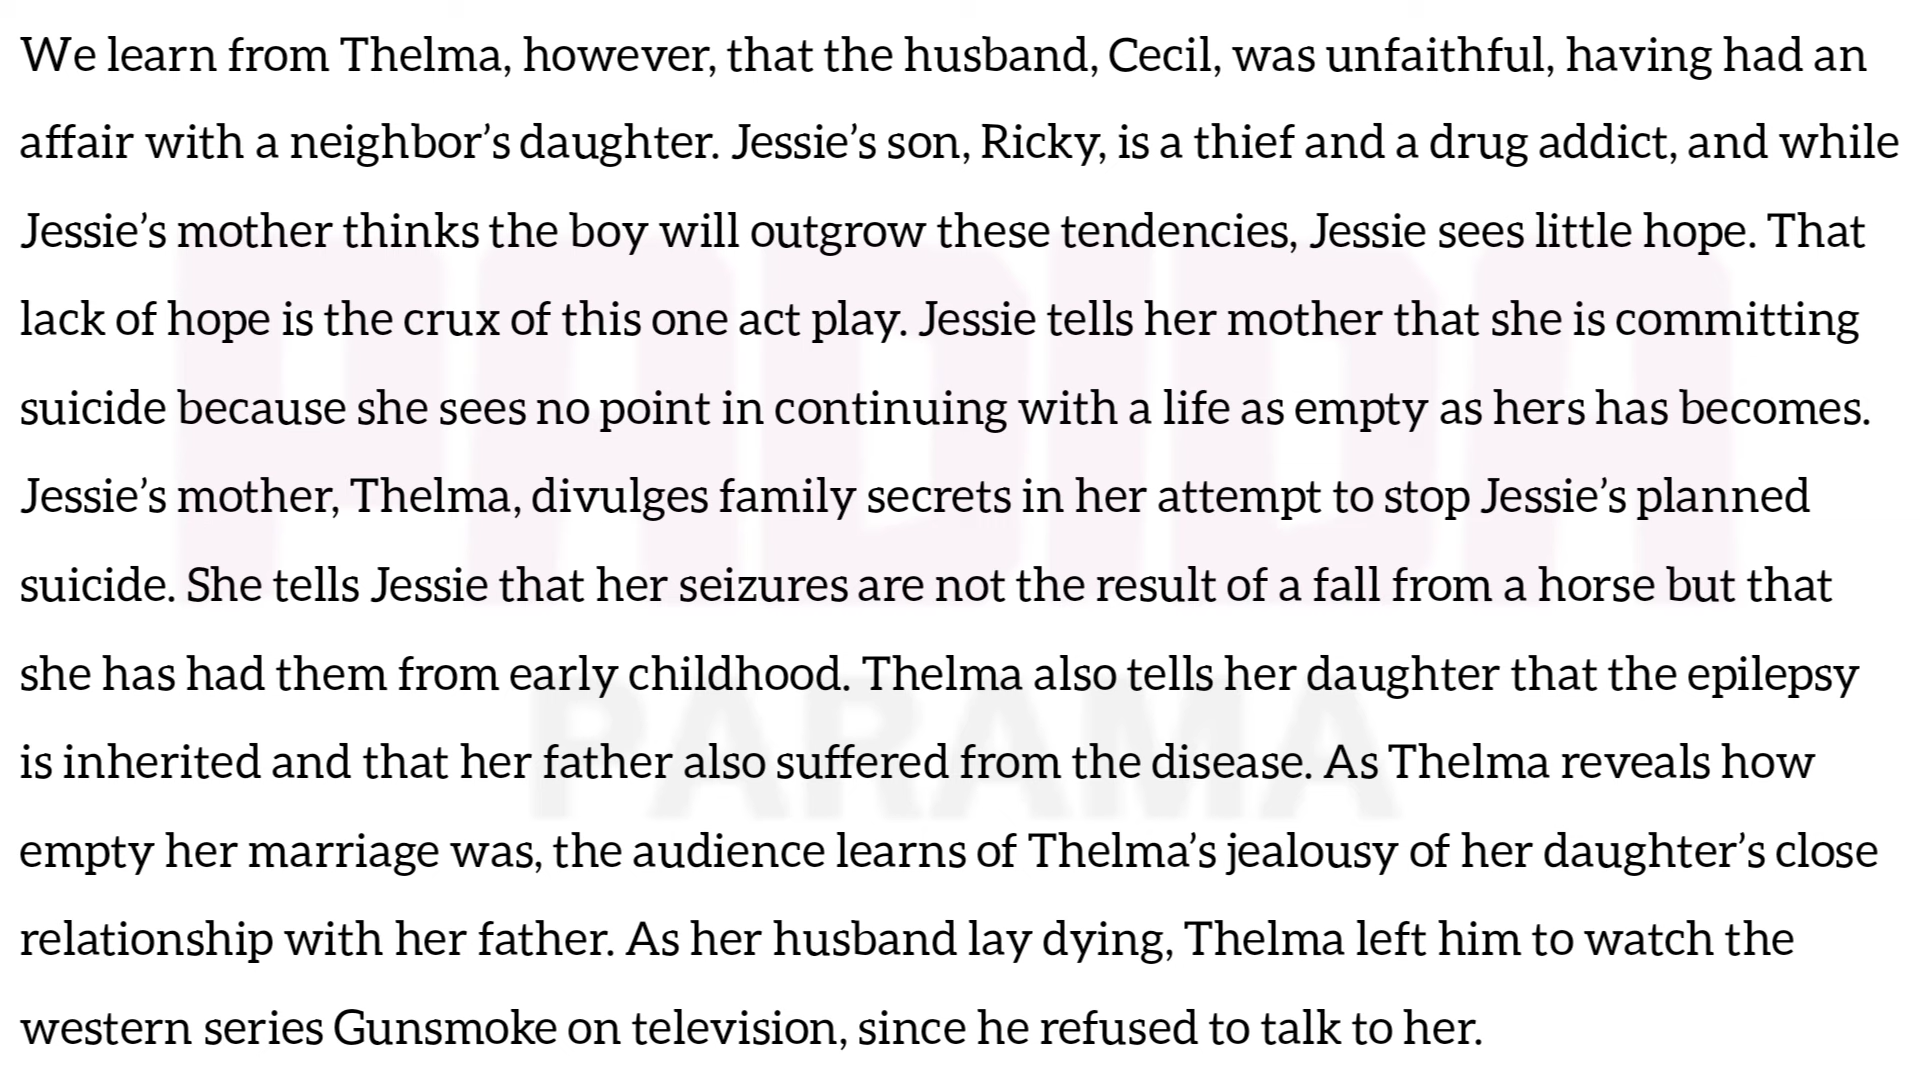 We learn from Thelma, however, that the husband, Cecil, was unfaithful, having had an
affair with a neighbor’s daughter. Jessie’s son, Ricky, is a thief and a drug addict, and while
Jessie’s mother thinks the boy will outgrow these tendencies, Jessie sees little hope. That
lack of hope is the crux of this one act play. Jessie tells her mother that she is committing
suicide because she sees no point in continuing with a life as empty as hers has becomes.
Jessie’s mother, Thelma, divulges family secrets in her attempt to stop Jessie’s planned
suicide. She tells Jessie that her seizures are not the result of a fall from a horse but that
she has had them from early childhood. Thelma also tells her daughter that the epilepsy
is inherited and that her father also suffered from the disease. As Thelma reveals how
empty her marriage was, the audience learns of Thelma’s jealousy of her daughter’s close
relationship with her father. As her husband lay dying, Thelma left him to watch the
western series Gunsmoke on television, since he refused to talk to her.
PARAMA